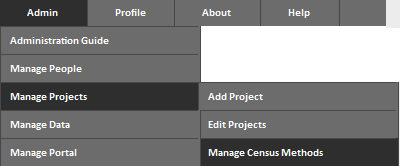 Admin Profile About Help
Administration Guide
Manage People
Manage Projects Add Project
Manage Data Edit Projects
Manage Portal Manage Census Methods